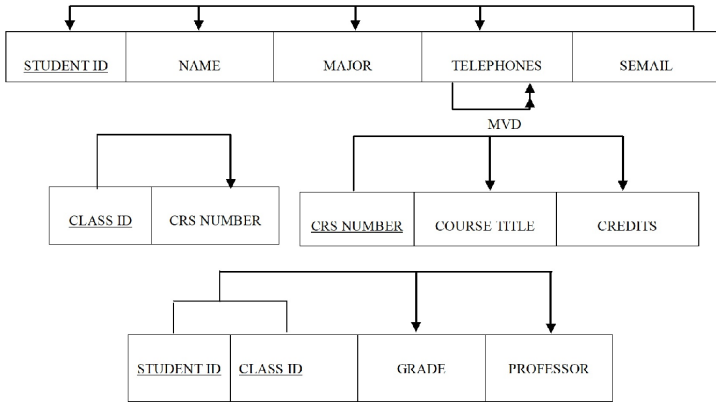 STUDENT ID NAME MAJOR TELEPHONES SEMAIL
MVD
CLASS ID CRS NUMBER
CRS NUMBER COURSE TITLE CREDITS
STUDENT ID CLASS ID GRADE PROFESSOR